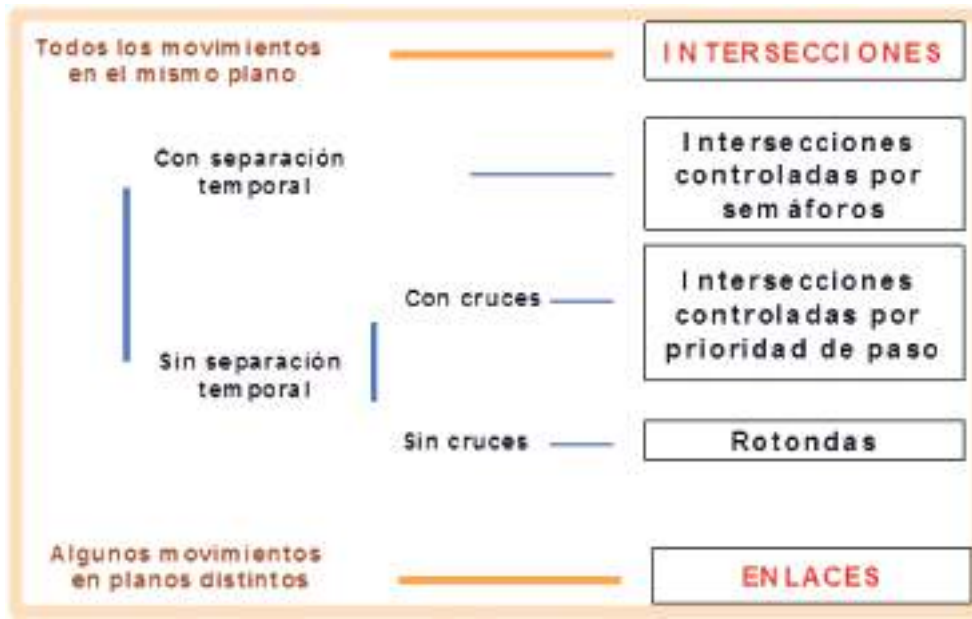 Todos los movimientos
en el mismo plano
INTERSECCIONES
Con separación
temporal
Intersecciones
controladas por
semáforos
Con cruces
Intersecciones
controladas por
prioridad de paso
Sin separación
temporal
Sin cruces
Rotondas
Algunos movimientos
en planos distintos
ENLACES